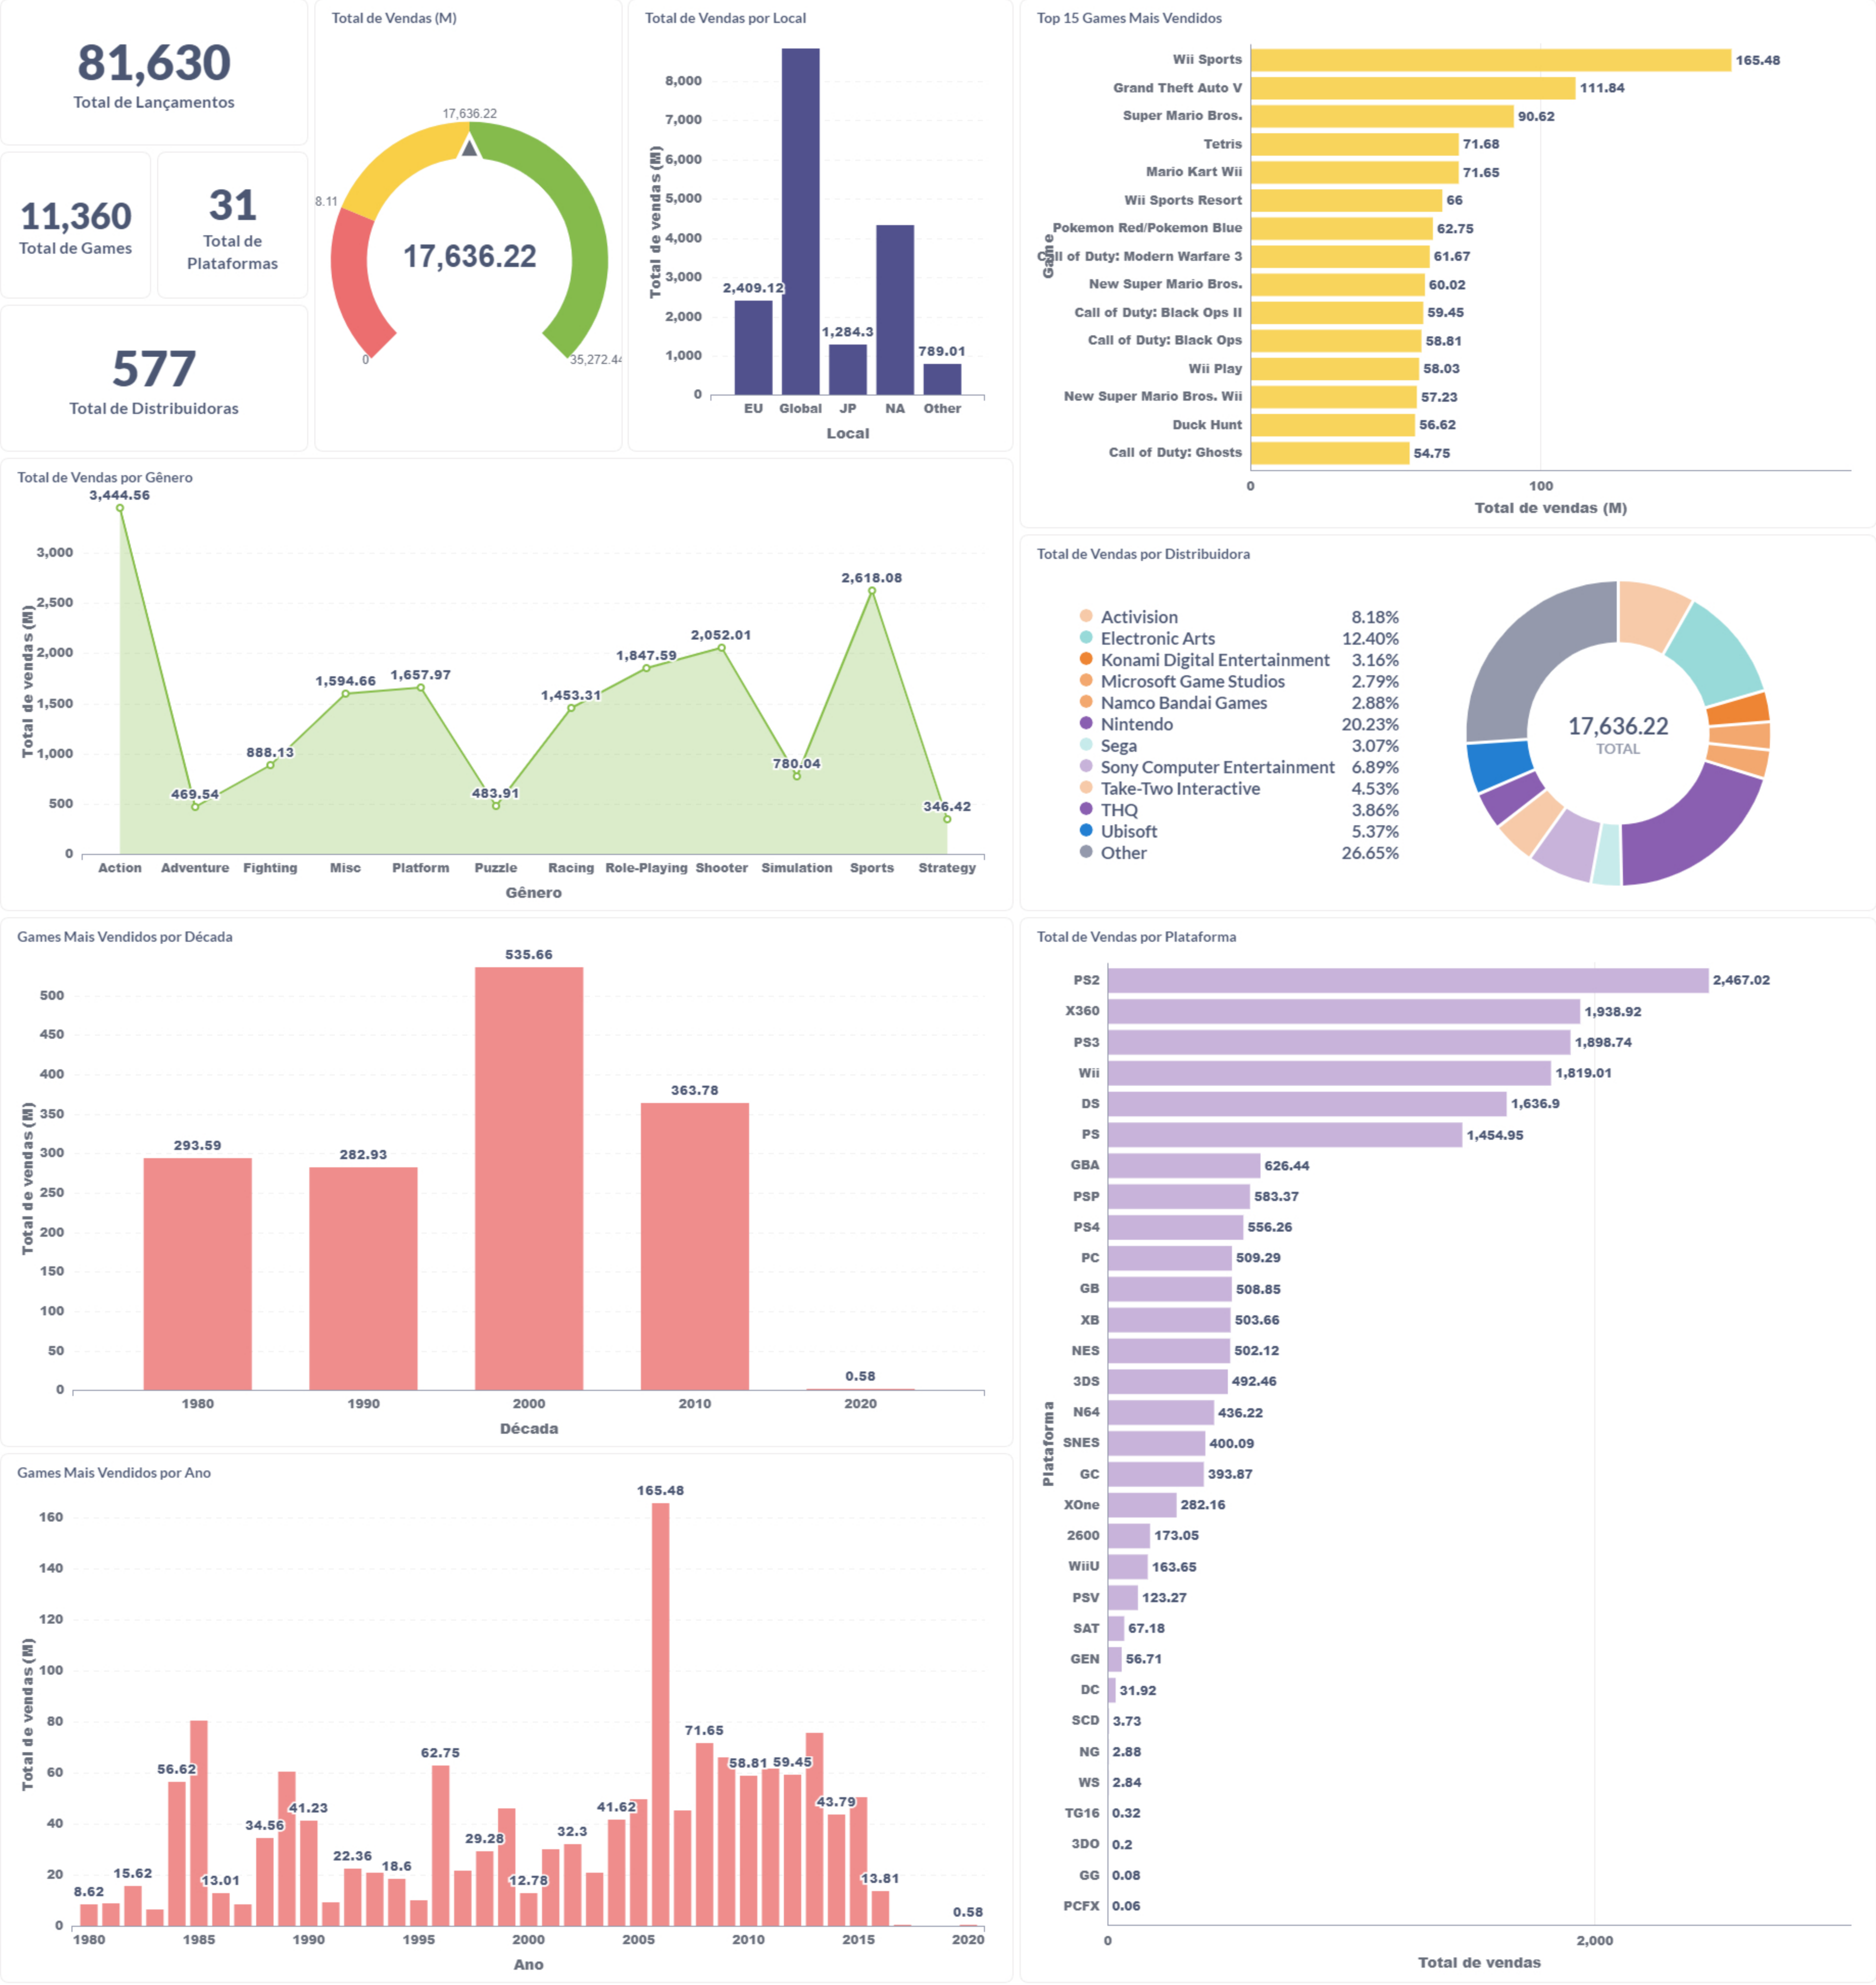 81,630
Total de Lançamentos
11,360
Total de Games
31
Total de
Plataformas
577
Total de Distribuidoras
Total de Vendas (M)
17,636.22
8.11
17,636.22
0
35,272.44
Total de Vendas por Local
Total de vendas (M)
8,000
7,000
6,000
5,000
4,000
3,000
2,000
1,000
0
2,409.12
1,284.3
789.01
EU
Global
JP
NA
Other
Local
Top 15 Games Mais Vendidos
Game
Wii Sports 165.48
Grand Theft Auto V 111.84
Super Mario Bros. 90.62
Tetris 71.68
Mario Kart Wii 71.65
Wii Sports Resort 66
Pokemon Red/Pokemon Blue 62.75
Call of Duty: Modern Warfare 3 61.67
New Super Mario Bros. 60.02
Call of Duty: Black Ops II 59.45
Call of Duty: Black Ops 58.81
Wii Play 58.03
New Super Mario Bros. Wii 57.23
Duck Hunt 56.62
Call of Duty: Ghosts 54.75
0 100
Total de vendas (M)
Total de Vendas por Gênero
Total de vendas (M)
3,000
2,500
2,000
1,500
1,000
500
0
3,444.56
469.54
888.13
1,594.66
1,657.97
483.91
1,453.31
1,847.59
2,052.01
780.04
2,618.08
346.42
Action Adventure Fighting Misc Platform Puzzle Racing Role-Playing Shooter Simulation Sports Strategy
Gênero
Total de Vendas por Distribuidora
Activision 8.18%
Electronic Arts 12.40%
Konami Digital Entertainment 3.16%
Microsoft Game Studios 2.79%
Namco Bandai Games 2.88%
Nintendo 20.23%
Sega 3.07%
Sony Computer Entertainment 6.89%
Take-Two Interactive 4.53%
THQ 3.86%
Ubisoft 5.37%
Other 26.65%
17,636.22
TOTAL
Games Mais Vendidos por Década
Total de vendas (M)
500
450
400
350
300
250
200
150
100
50
0
293.59
282.93
535.66
363.78
0.58
1980 1990 2000 2010 2020
Década
Games Mais Vendidos por Ano
Total de vendas (M)
160
140
120
100
80
60
40
20
0
8.62
15.62
56.62
13.01
34.56
41.23
22.36
18.6
62.75
29.28
12.78
32.3
41.62
165.48
71.65
58.81
59.45
43.79
13.81
0.58
1980 1985 1990 1995 2000 2005 2010 2015 2020
Ano
Total de Vendas por Plataforma
Plataforma
PS2 2,467.02
X360 1,938.92
PS3 1,898.74
Wii 1,819.01
DS 1,636.9
PS 1,454.95
GBA 626.44
PSP 583.37
PS4 556.26
PC 509.29
GB 508.85
XB 503.66
NES 502.12
3DS 492.46
N64 436.22
SNES 400.09
GC 393.87
XOne 282.16
2600 173.05
WiiU 163.65
PSV 123.27
SAT 67.18
GEN 56.71
DC 31.92
SCD 3.73
NG 2.88
WS 2.84
TG16 0.32
3DO 0.2
GG 0.08
PCFX 0.06
0 2,000
Total de vendas